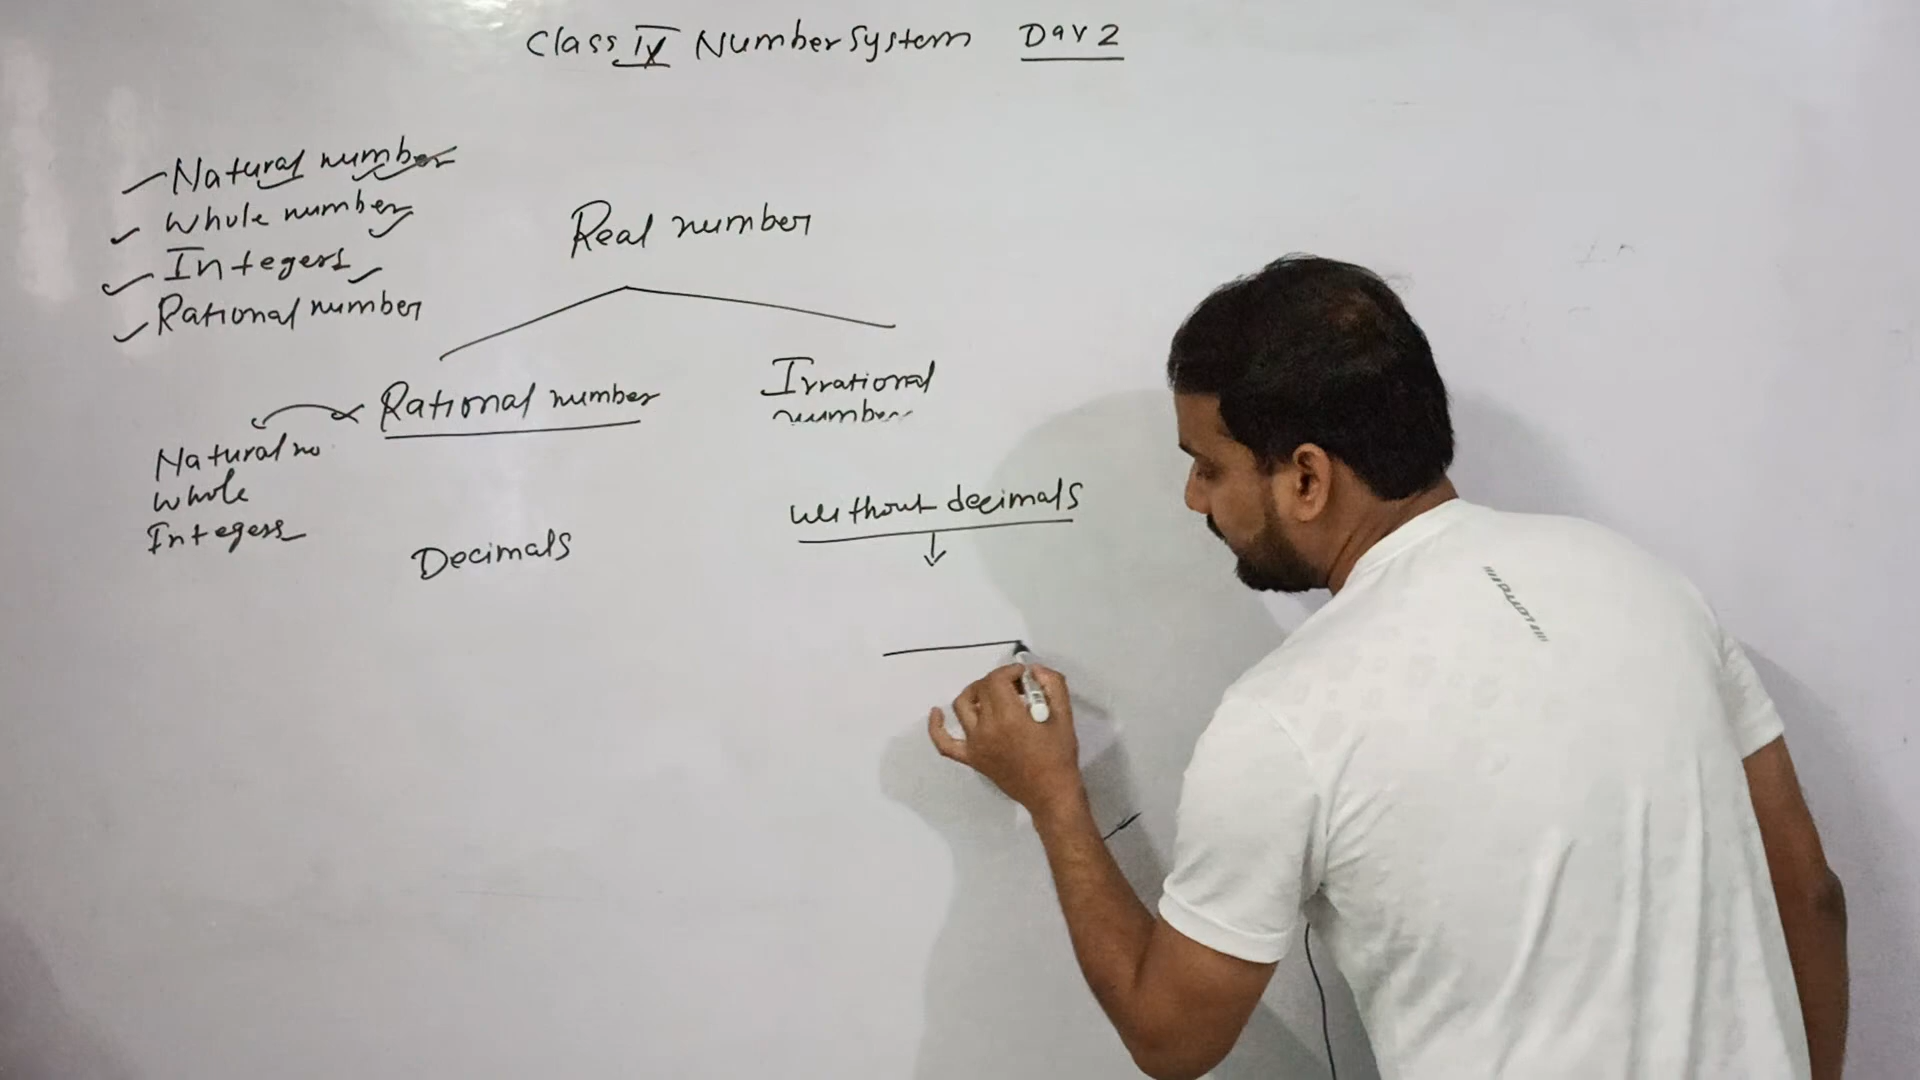 Class IX Number System Day 2
Natural number
Whole number
Integers
Rational number
Real number
Rational number
Irrational
number
Natural no
Whole
Integers
Decimals
Without decimals